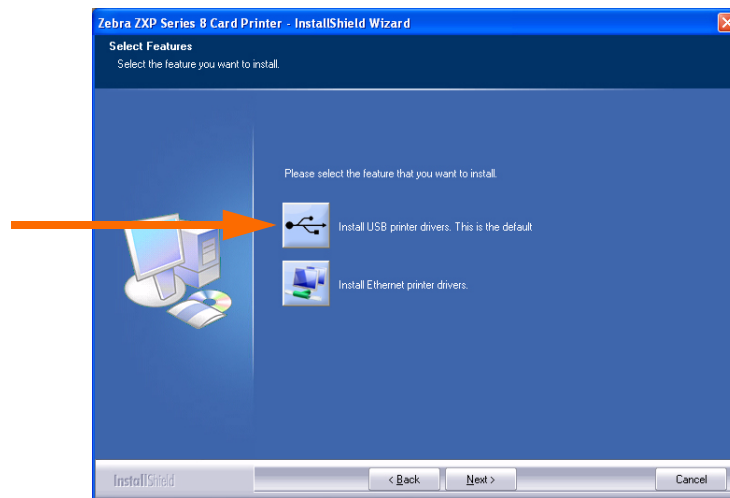 Zebra ZXP Series 8 Card Printer - InstallShield Wizard
Select Features
Select the feature you want to install.
Please select the feature that you want to install.
Install USB printer drivers. This is the default
Install Ethernet printer drivers.
InstallShield
< Back
Next >
Cancel